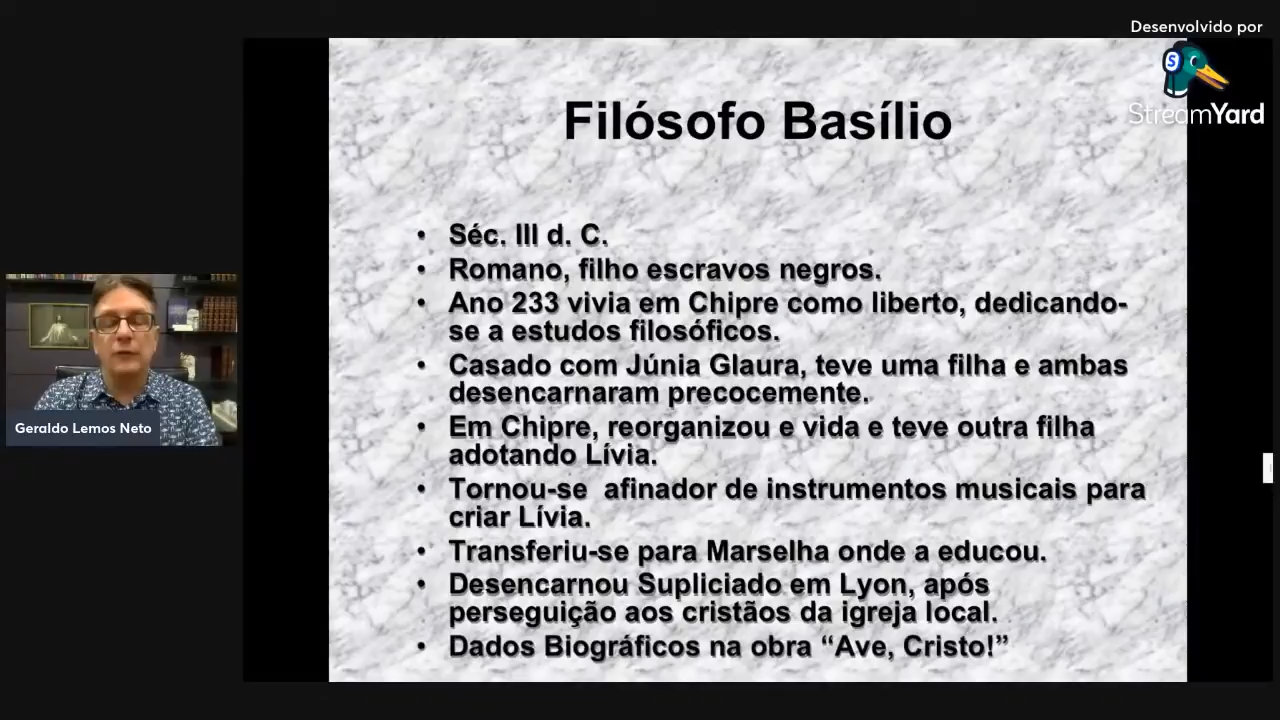 Desenvolvido por
StreamYard
Filósofo Basílio
• Séc. III d. C.
• Romano, filho escravos negros.
• Ano 233 vivia em Chipre como liberto, dedicando-
se a estudos filosóficos.
• Casado com Júnia Glaura, teve uma filha e ambas
desencarnaram precocemente.
• Em Chipre, reorganizou e vida e teve outra filha
adotando Lívia.
• Tornou-se afinador de instrumentos musicais para
criar Lívia.
• Transferiu-se para Marselha onde a educou.
• Desencarnou Supliciado em Lyon, após
perseguição aos cristãos da igreja local.
• Dados Biográficos na obra “Ave, Cristo!”
Geraldo Lemos Neto